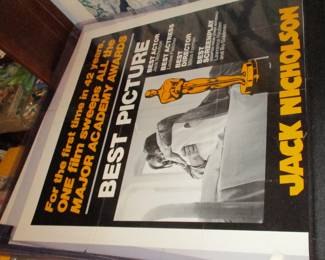 For the first time in 42 years,
ONE film sweeps ALL the
MAJOR ACADEMY AWARDS
BEST PICTURE
BEST ACTOR
BEST ACTRESS
BEST DIRECTOR
BEST SCREENPLAY
JACK NICHOLSON